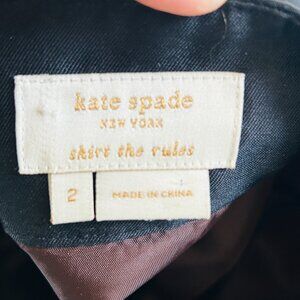 kate spade
NEW YORK
skirt the rules
2
MADE IN CHINA